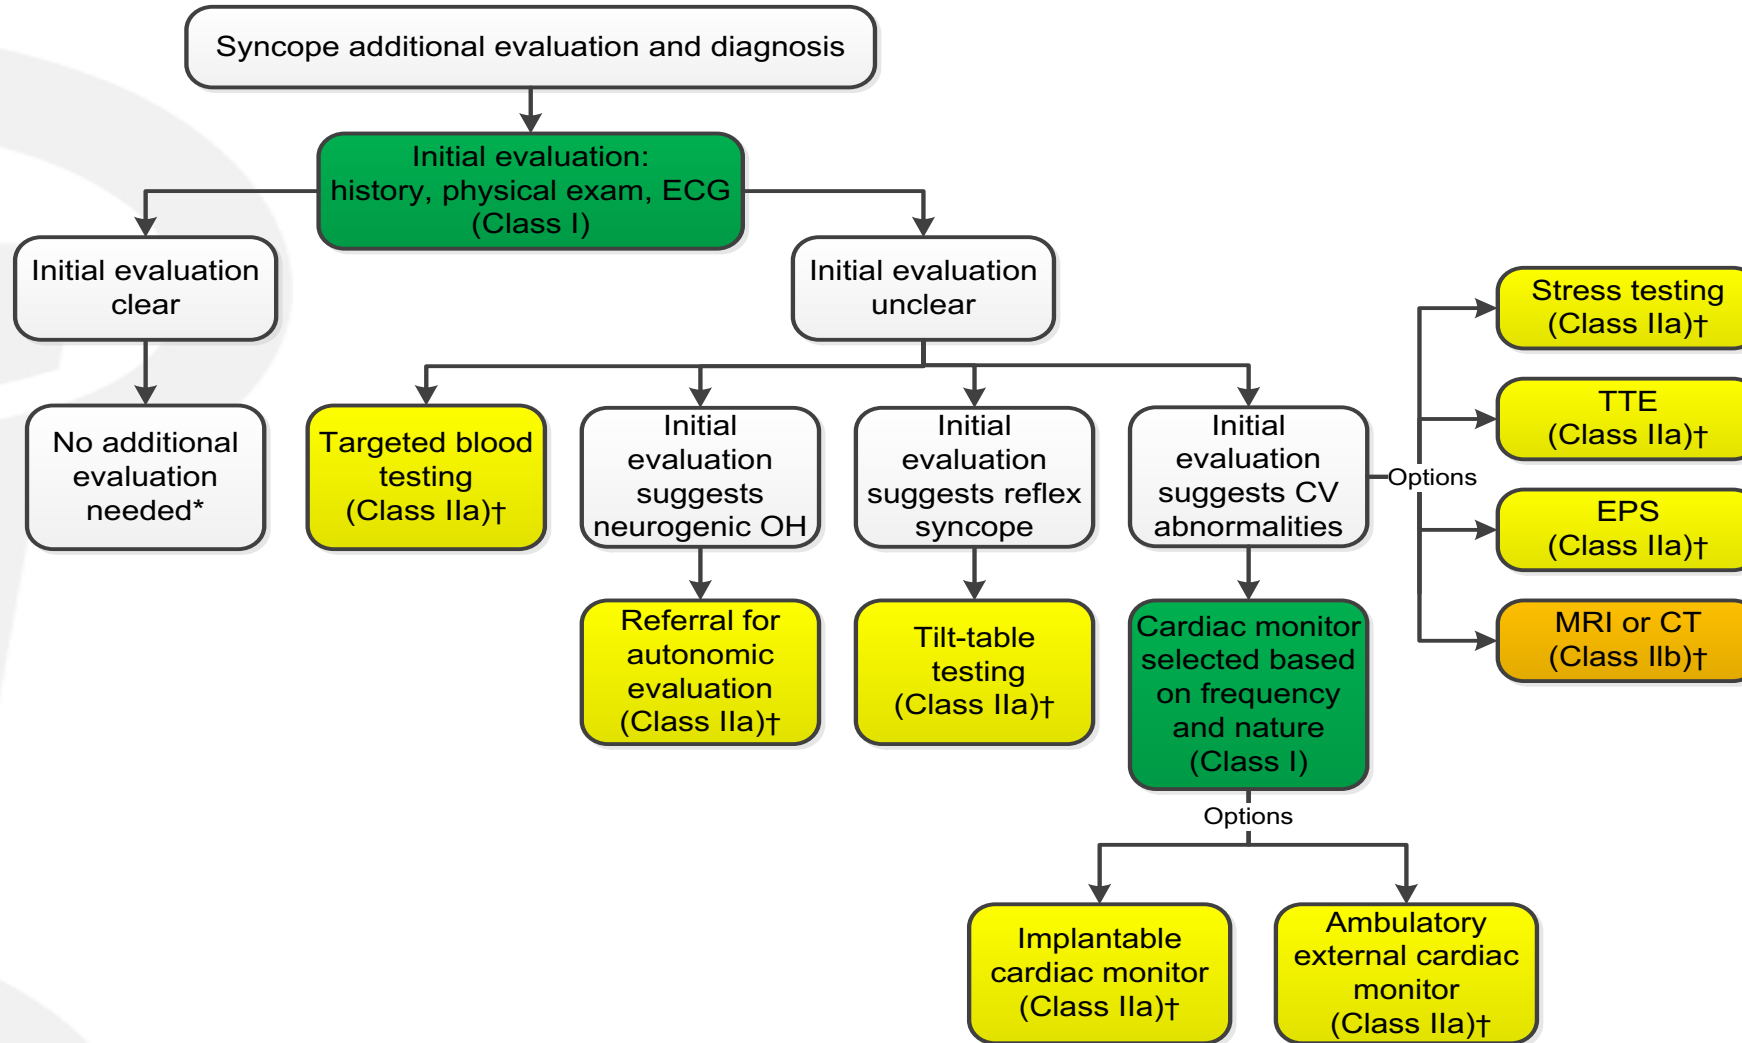 Syncope additional evaluation and diagnosis
Initial evaluation:
history, physical exam, ECG
(Class I)
Initial evaluation
clear
Initial evaluation
unclear
No additional
evaluation
needed*
Targeted blood
testing
(Class IIa)†
Initial
evaluation
suggests
neurogenic OH
Initial
evaluation
suggests reflex
syncope
Initial
evaluation
suggests CV
abnormalities
Options
Stress testing
(Class IIa)†
TTE
(Class IIa)†
EPS
(Class IIa)†
MRI or CT
(Class IIb)†
Referral for
autonomic
evaluation
(Class IIa)†
Tilt-table
testing
(Class IIa)†
Cardiac monitor
selected based
on frequency
and nature
(Class I)
Options
Implantable
cardiac monitor
(Class IIa)†
Ambulatory
external cardiac
monitor
(Class IIa)†